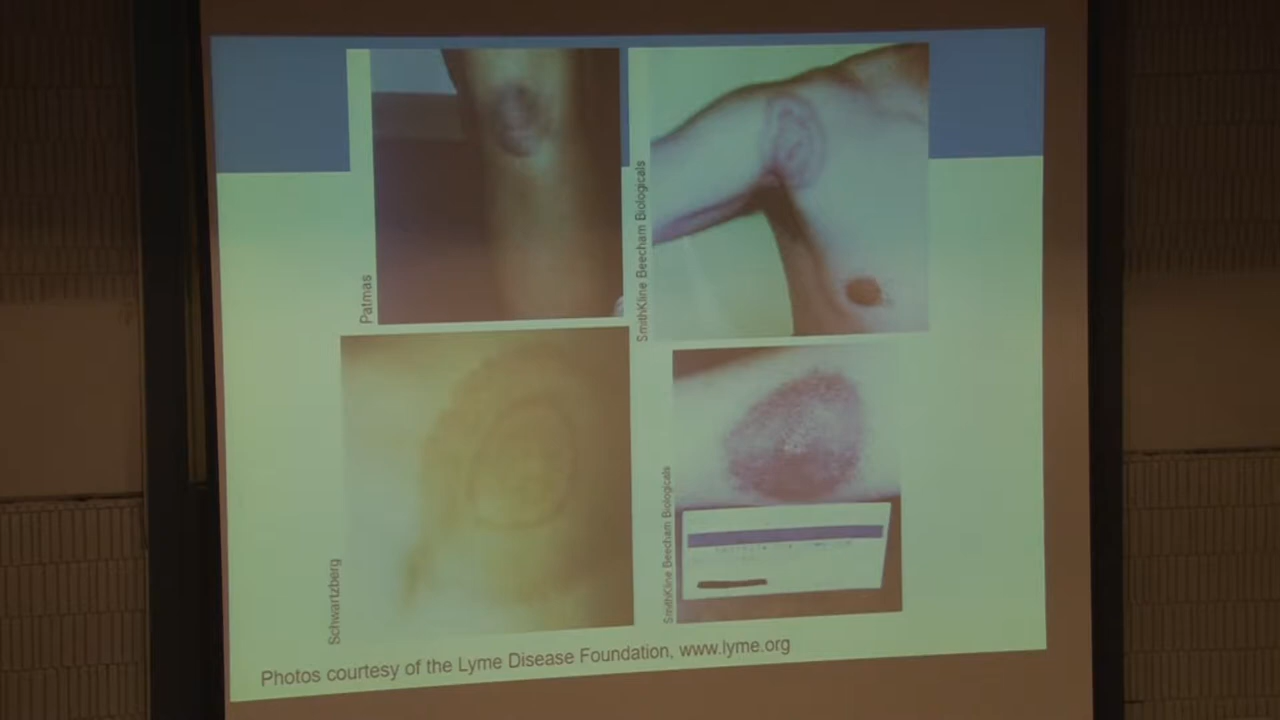 Patmas
SmithKline Beecham Biologicals
Schwartzberg
SmithKline Beecham Biologicals
Photos courtesy of the Lyme Disease Foundation, www.lyme.org